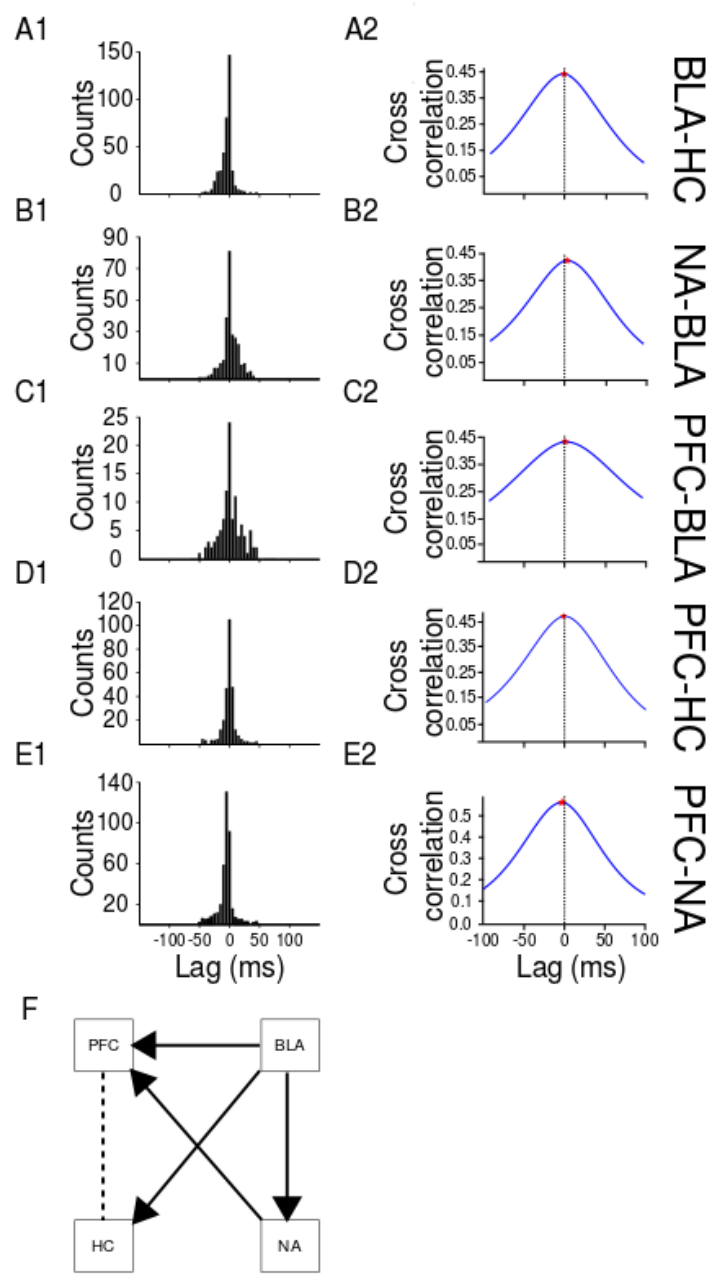 A1
A2
150
100
50
0
Counts
0.45
0.35
0.25
0.15
0.05
Cross
correlation
BLA-HC
B1
B2
90
70
50
30
10
Counts
0.45
0.35
0.25
0.15
0.05
Cross
correlation
NA-BLA
C1
C2
25
20
15
10
5
0
Counts
0.45
0.35
0.25
0.15
0.05
Cross
correlation
PFC-BLA
D1
D2
120
100
80
60
40
20
Counts
0.45
0.35
0.25
0.15
0.05
Cross
correlation
PFC-HC
E1
E2
140
100
60
20
Counts
-100 -50 0 50 100
Lag (ms)
0.5
0.4
0.3
0.2
0.1
0.0
Cross
correlation
-100 -50 0 50 100
Lag (ms)
PFC-NA
F
PFC
BLA
HC
NA